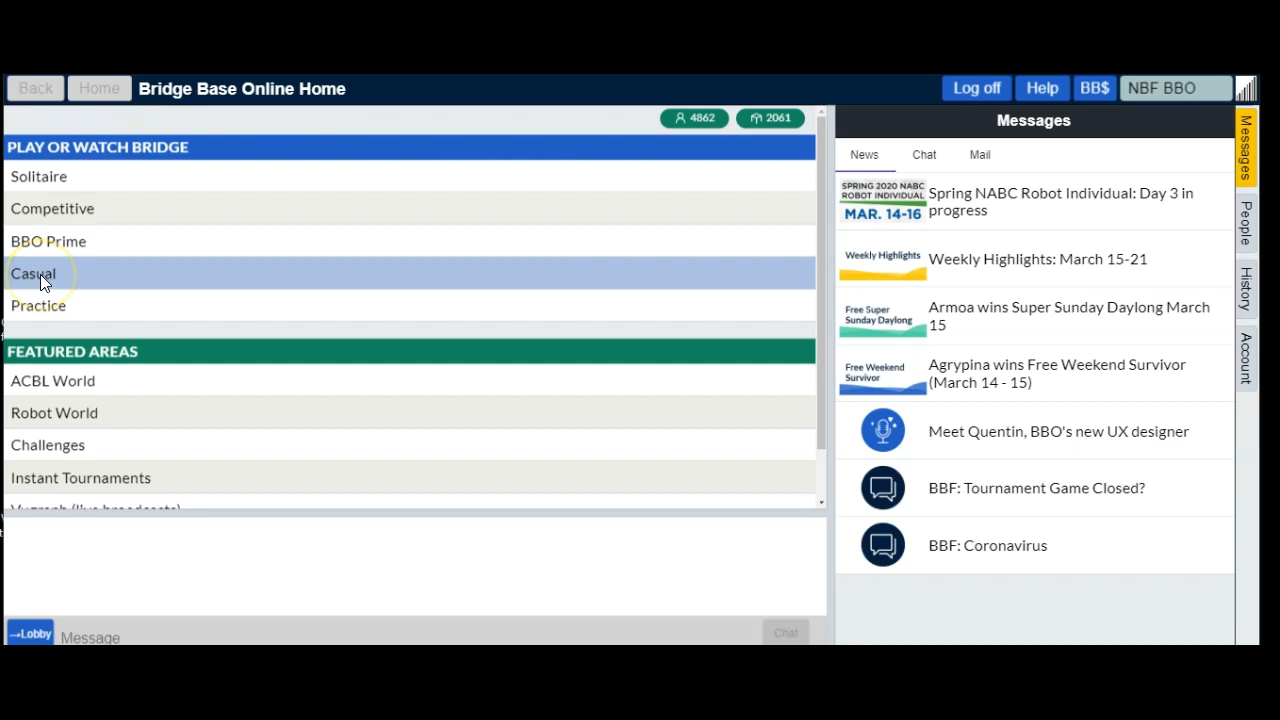 Back
Home
Bridge Base Online Home
Log off
Help
BB$
NBF BBO
4862
2061
PLAY OR WATCH BRIDGE
Solitaire
Competitive
BBO Prime
Casual
Practice
FEATURED AREAS
ACBL World
Robot World
Challenges
Instant Tournaments
Vugraph (live broadcasts)
→Lobby
Message
Chat
Messages
News
Chat
Mail
SPRING 2020 NABC
ROBOT INDIVIDUAL
MAR. 14-16
Spring NABC Robot Individual: Day 3 in
progress
Weekly Highlights
Weekly Highlights: March 15-21
Free Super
Sunday Daylong
Armoa wins Super Sunday Daylong March
15
Free Weekend
Survivor
Agrypina wins Free Weekend Survivor
(March 14 - 15)
Meet Quentin, BBO's new UX designer
BBF: Tournament Game Closed?
BBF: Coronavirus
Messages
People
History
Account